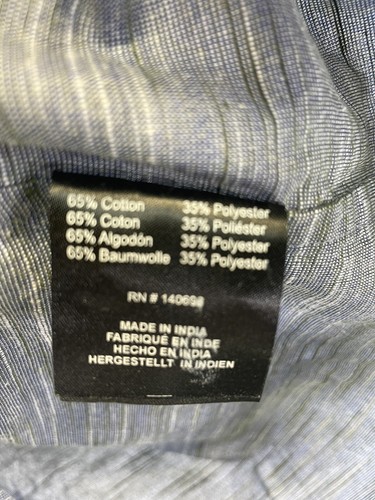 65% Cotton 35% Polyester
65% Coton 35% Poliéster
65% Algodón 35% Polyester
65% Baumwolle 35% Polyester
RN # 140698
MADE IN INDIA
FABRIQUÉ EN INDE
HECHO EN INDIA
HERGESTELLT IN INDIEN